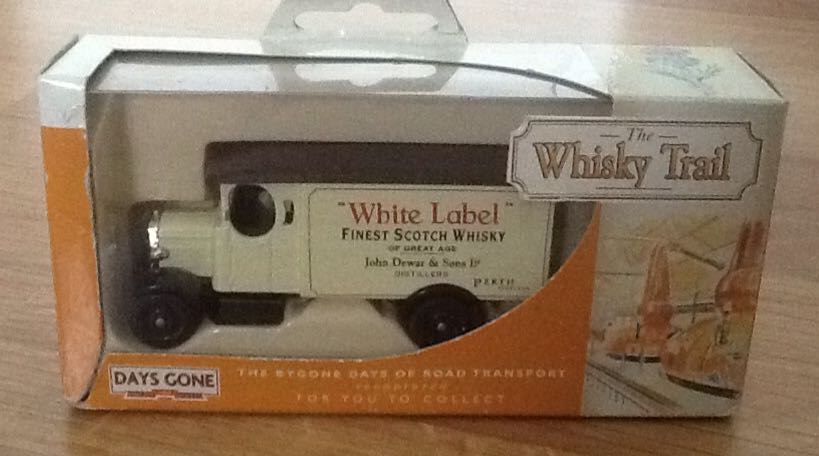 The
Whisky Trail
"White Label"
FINEST SCOTCH WHISKY
OF GREAT AGE
John Dewar & Sons Ld
DISTILLERS
PERTH
DAYS GONE
THE BYGONE DAYS OF ROAD TRANSPORT
FOR YOU TO COLLECT